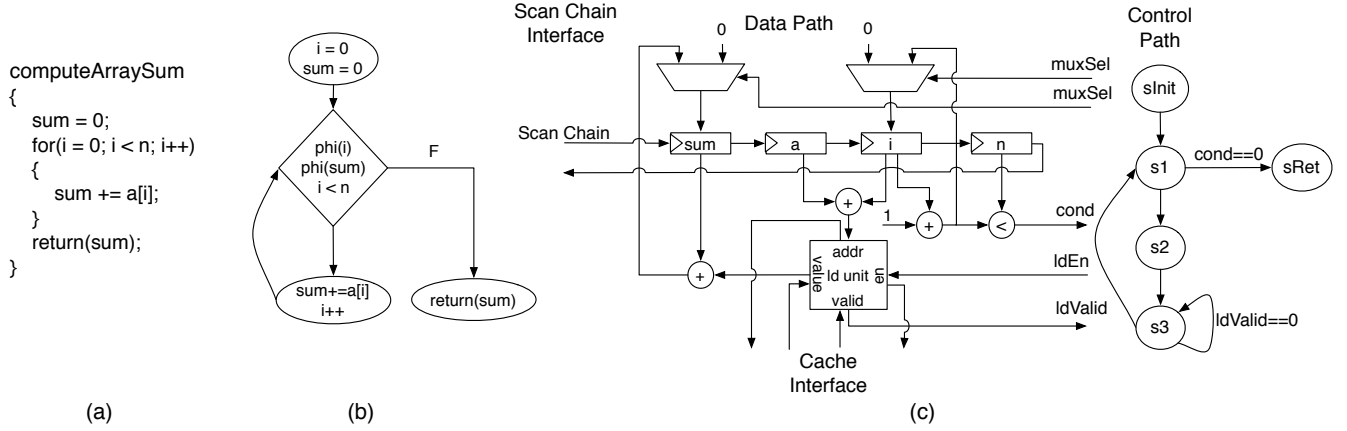 computeArraySum
{
sum = 0;
for(i = 0; i < n; i++)
{
sum += a[i];
}
return(sum);
}
(a)
i = 0
sum = 0
phi(i)
phi(sum)
i < n
F
sum+=a[i]
i++
return(sum)
(b)
Scan Chain
Interface
Data Path
Control
Path
0
0
muxSel
muxSel
Scan Chain
sum
a
i
n
+
1
+
<
cond
+
addr
value
ld unit
en
valid
ldEn
ldValid
Cache
Interface
sInit
s1
cond==0
sRet
s2
s3
ldValid==0
(c)